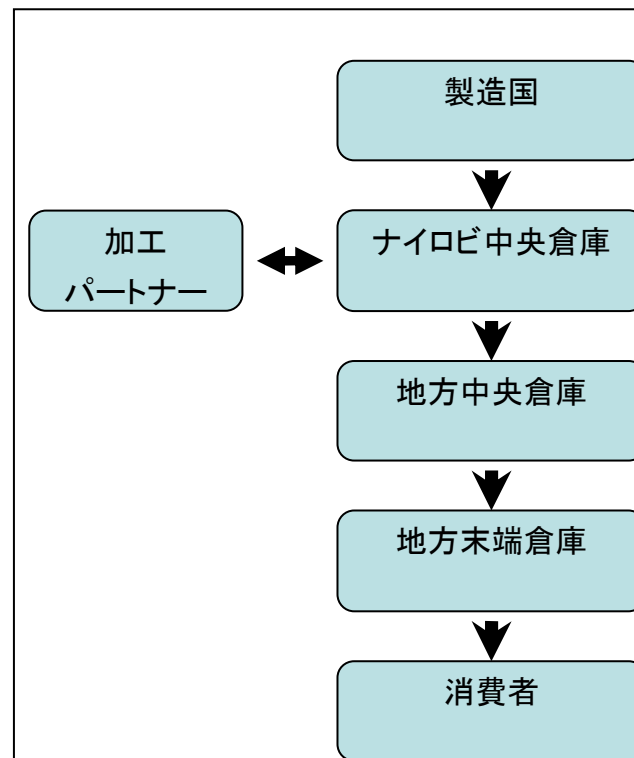 製造国
加工
パートナー
ナイロビ中央倉庫
地方中央倉庫
地方末端倉庫
消費者